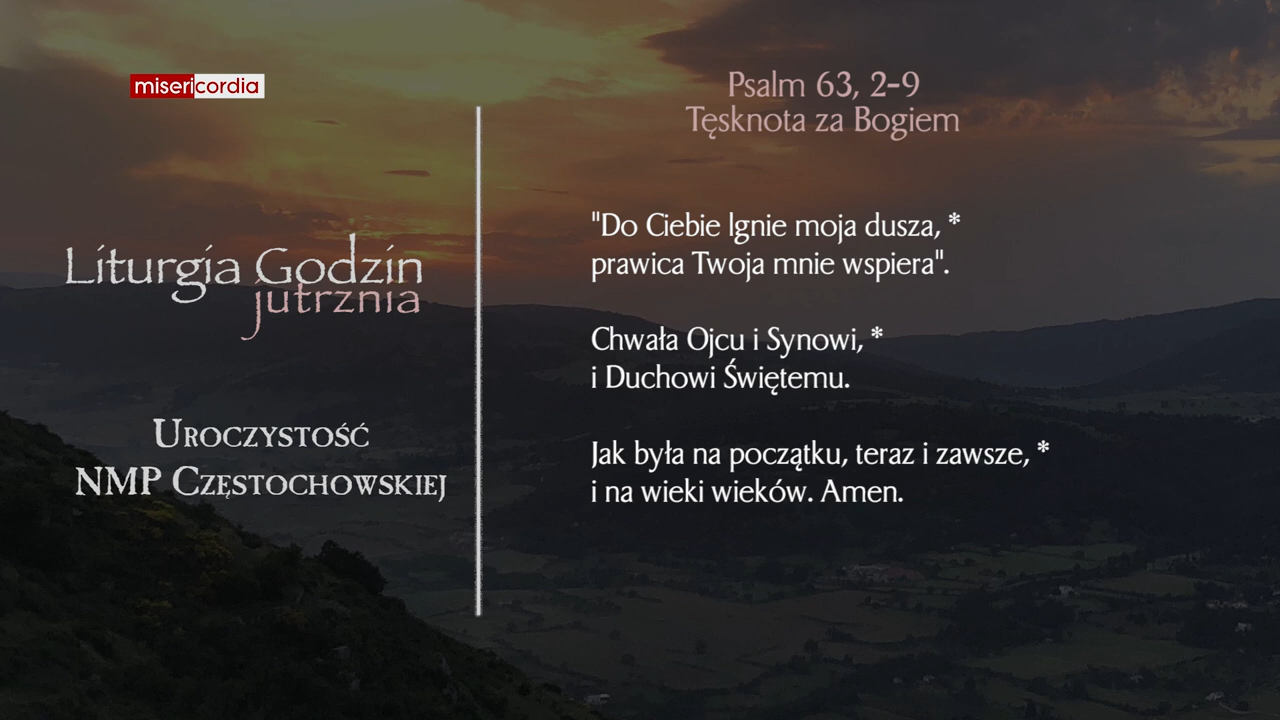 misericordia
Liturgia Godzin
jutrznia
Uroczystość
NMP Częstochowskiej
Psalm 63, 2-9
Tęsknota za Bogiem
"Do Ciebie lgnie moja dusza, *
prawica Twoja mnie wspiera".
Chwała Ojcu i Synowi, *
i Duchowi Świętemu.
Jak była na początku, teraz i zawsze, *
i na wieki wieków. Amen.